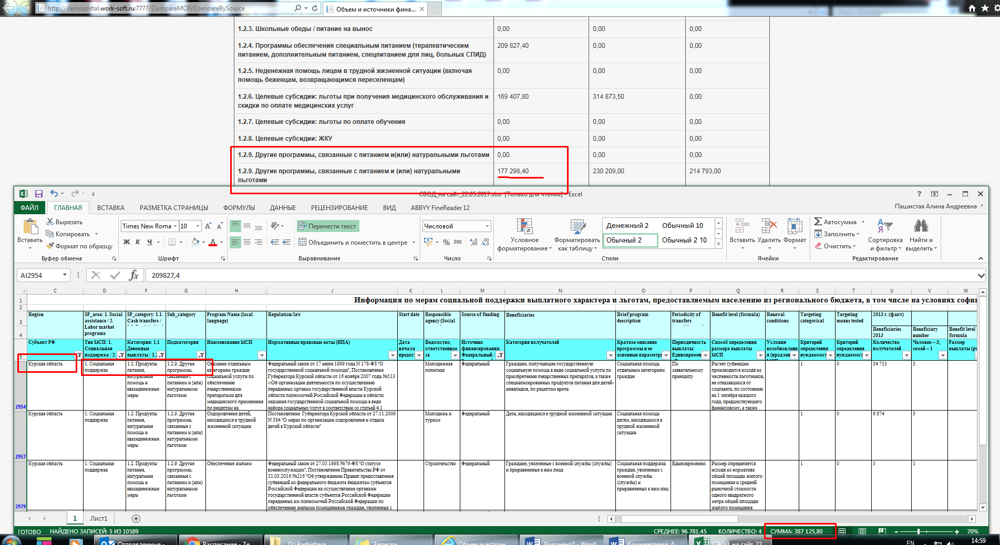 http://demoportal.work-soft.ru:7777/CompareMCP/CompareBySource
Объем и источники фина...
1.2.3. Школьные обеды / питание на вынос 0,00 0,00 0,00
1.2.4. Программы обеспечения специальным питанием (терапевтическим 209 827,40 0,00 0,00
питанием, дополнительным питанием, спецпитанием для лиц, больных СПИД)
1.2.5. Неденежная помощь лицам в трудной жизненной ситуации (включая 0,00 0,00 0,00
помощь беженцам, возвращающимся переселенцам)
1.2.6. Целевые субсидии: льготы при получения медицинского обслуживания и 169 407,80 314 873,50 0,00
скидки по оплате медицинских услуг
1.2.7. Целевые субсидии: льготы по оплате обучения 0,00 0,00 0,00
1.2.8. Целевые субсидии: ЖКУ 0,00 0,00 0,00
1.2.9. Другие программы, связанные с питанием и(или) натуральными льготами 0,00 0,00 0,00
1.2.9. Другие программы, связанные с питанием и (или) натуральными 177 298,40 230 209,00 214 793,00
льготами
СВОД_на сайт_22.05.2017.xlsx [Только для чтения] - Excel
ФАЙЛ ГЛАВНАЯ ВСТАВКА РАЗМЕТКА СТРАНИЦЫ ФОРМУЛЫ ДАННЫЕ РЕЦЕНЗИРОВАНИЕ ВИД ABBYY FineReader 12 Пашистая Алина Андреевна
Вставить
Вырезать
Копировать
Формат по образцу
Буфер обмена
Times New Roma 10
Ж К Ч
Шрифт
Перенести текст
Объединить и поместить в центре
Выравнивание
Числовой
% 000
Число
Условное форматирование
Форматировать как таблицу
Денежный 2 Обычный 10
Обычный 2 Обычный 2 10
Стили
Вставить Удалить Формат
Ячейки
Автосумма
Заполнить
Очистить
Сортировка и фильтр
Найти и выделить
Редактирование
AI2954 fx 209827,4
C D F G H J K L M N O P Q R S T U V W
1 Информация по мерам социальной поддержки выплатного характера и льготам, предоставляемым населению из регионального бюджета, в том числе на условиях
2
3 Region
SP_area: 1. Social assistance / 2. Labor market programs
SP_category: 1.1. Cash transfers /
Sub_category
Program Name (local language)
Regulation/law
Start date
Responsible agency (Social
Source of funding
Beneficiaries
Brief program description
Periodicity of transfers
Benefit level (formula)
Renewal conditions
Targeting categorical
Targeting means tested
2013 г. (факт)
4 Beneficiaries 2013
Beneficiary number
Benefit level formula
5 Субъект РФ
Тип МСП: 1. Социальная поддержка / 2.
Категория: 1.1 Денежные выплаты / 1.2
Подкатегория
Наименование МСП
Нормативные правовые акты (НПА)
Дата начала предост
Ведомство, ответственное за
Источник финансирования: Федеральный /
Категория получателей
Краткое описание программы и ее основные параметр
Периодичность выплаты: Единовремен
Способ определения размера выплаты МСП
Условия возобновлени я (продлен
Критерий определения нуждаемост
Критерий определения нуждаемост
Количество получателей
Человек – 3; семей – 1
Размер выплаты (ру
2954 Курская область
1. Социальная поддержка
1.2. Продукты питания, натуральная помощь и квазиденежные меры
1.2.9. Другие программы, связанные с питанием и (или) натуральными льготами
Оказание отдельным категориям граждан социальной услуги по обеспечению лекарственными препаратами для медицинского применения по рецептам на
Федеральный закон от 17 июля 1999 года N 178-ФЗ "О государственной социальной помощи", Постановление Губернатора Курской области от 16 ноября 2007 года №513 «Об организации деятельности по осуществлению переданных органам государственной власти Курской области полномочий Российской Федерации в области оказания государственной социальной помощи в виде набора социальных услуг в соответствии со статьей 4.1
Молодежная политика
Федеральный
Граждане, получающее государственную социальную помощь в виде социальной услуги по приобретению лекарственных препаратов, а также специализированных продуктов питания для детей-инвалидов, по рецептам врача
Социальная помощь отдельным категориям граждан
По заявительному принципу
Расчет субвенции производится исходя из численности льготников, не отказавшихся от соцпакета, по состоянию на 1 октября каждого года, предшествующего финансовому, а также
1 0 34 755 3
2957 Курская область
1. Социальная поддержка
1.2. Продукты питания, натуральная помощь и квазиденежные меры
1.2.9. Другие программы, связанные с питанием и (или) натуральными льготами
Оздоровление детей, находящихся в трудной жизненной ситуации
Постановление Губернатора Курской области от 27.11.2009 N 384 "О мерах по организации оздоровления и отдыха детей в Курской области"
Молодежь и туризм
Федеральный
Дети, находящиеся в трудной жизненной ситуации
Социальная помощь детям, находящимся в трудной жизненной ситуации
1 0 6 874 3
2979 Курская область
1. Социальная поддержка
1.2. Продукты питания, натуральная помощь и квазиденежные меры
1.2.9. Другие программы, связанные с питанием и (или) натуральными льготами
Обеспечение жильем
Федеральный закон от 27.05.1998 №76-ФЗ "О статусе военнослужащих", Постановление Правительства РФ от 21.03.2016 №216 "Об утверждении Правил предоставления субвенций из федерального бюджета бюджетам субъектов Российской Федерации на осуществление органами государственной власти субъектов Российской Федерации переданных им полномочий Российской Федерации по обеспечению жилыми помещениями граждан, уволенных с
Строительство
Федеральный
Граждане, уволенные с военной службы (службы) и приравненные к ним лица
Социальная поддержка граждан, уволенных с военной службы (службы) и приравненных к ним лиц
Единовременно
Размер определяется исходя из норматива общей площади жилого помещения и средней рыночной стоимости одного квадратного метра общей площади жилого помещения
1 0 5 1
1 Лист1
ГОТОВО НАЙДЕНО ЗАПИСЕЙ: 5 ИЗ 10589 СРЕДНЕЕ: 96 781,45 КОЛИЧЕСТВО: 4 СУММА: 387 125,80 70%
Отправленные - Расписание - Те O:\Pashistaya Записки Объем и источн Документ2 - Word Комментарии_А СВОД_на сайт_22 EN 14:59